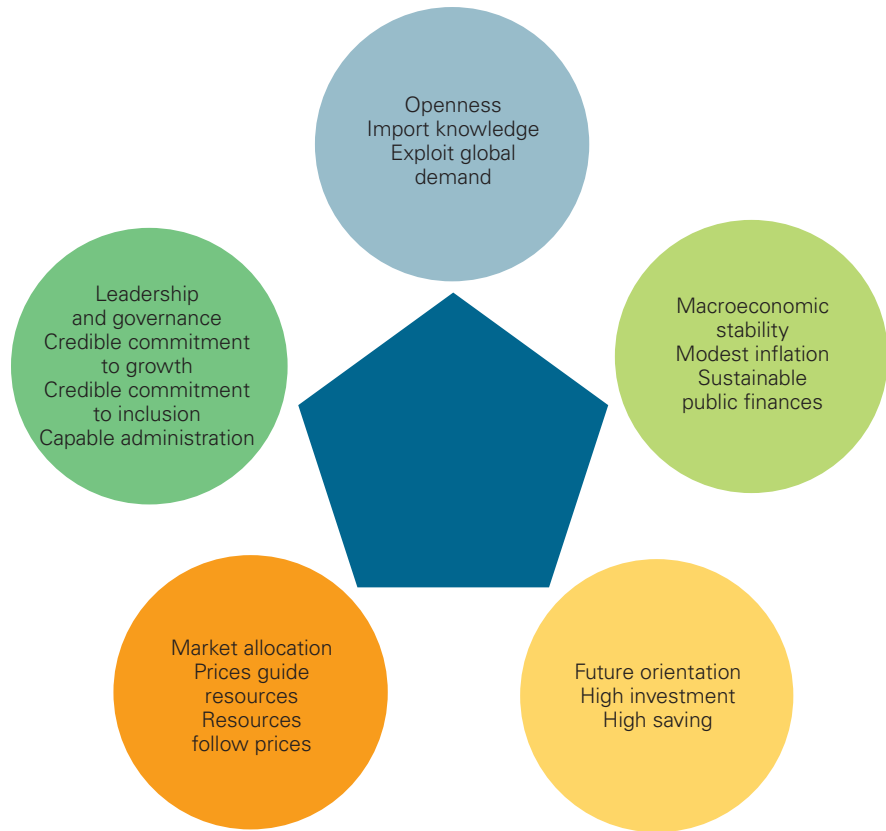 Openness
Import knowledge
Exploit global
demand
Leadership
and governance
Credible commitment
to growth
Credible commitment
to inclusion
Capable administration
Macroeconomic
stability
Modest inflation
Sustainable
public finances
Market allocation
Prices guide
resources
Resources
follow prices
Future orientation
High investment
High saving